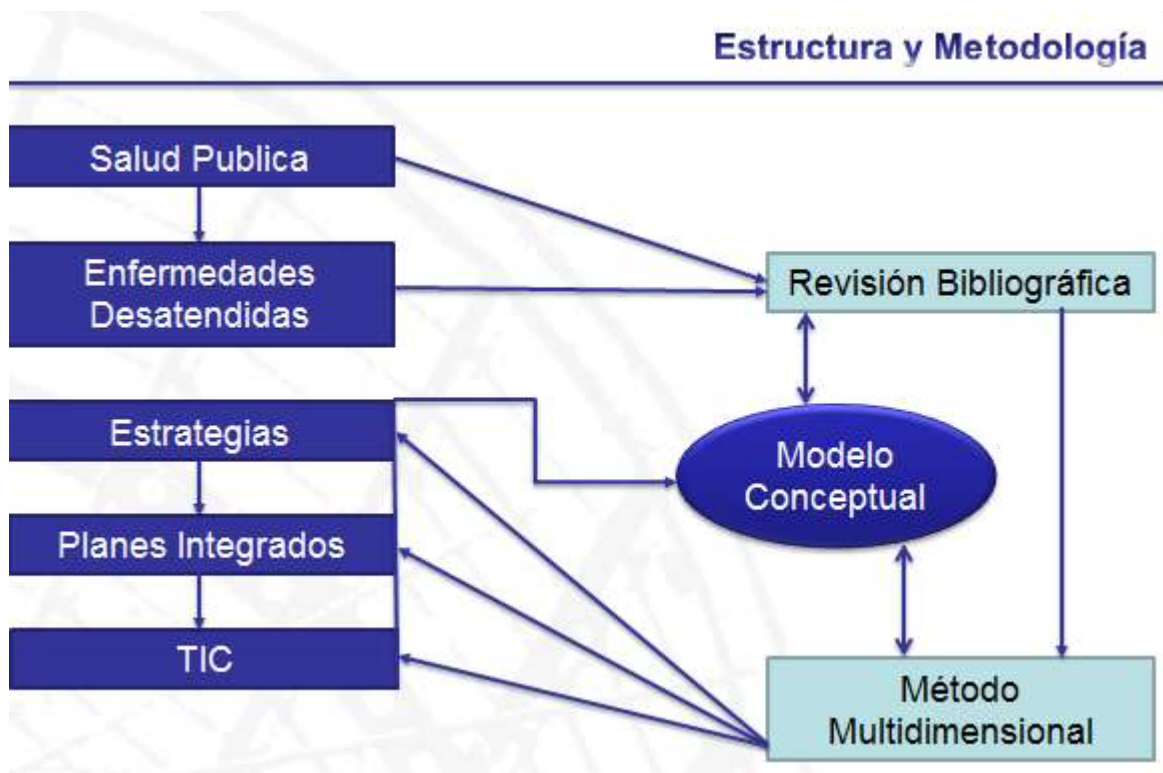 Estructura y Metodología
Salud Publica
Enfermedades
Desatendidas
Revisión Bibliográfica
Estrategias
Modelo
Conceptual
Planes Integrados
TIC
Método
Multidimensional